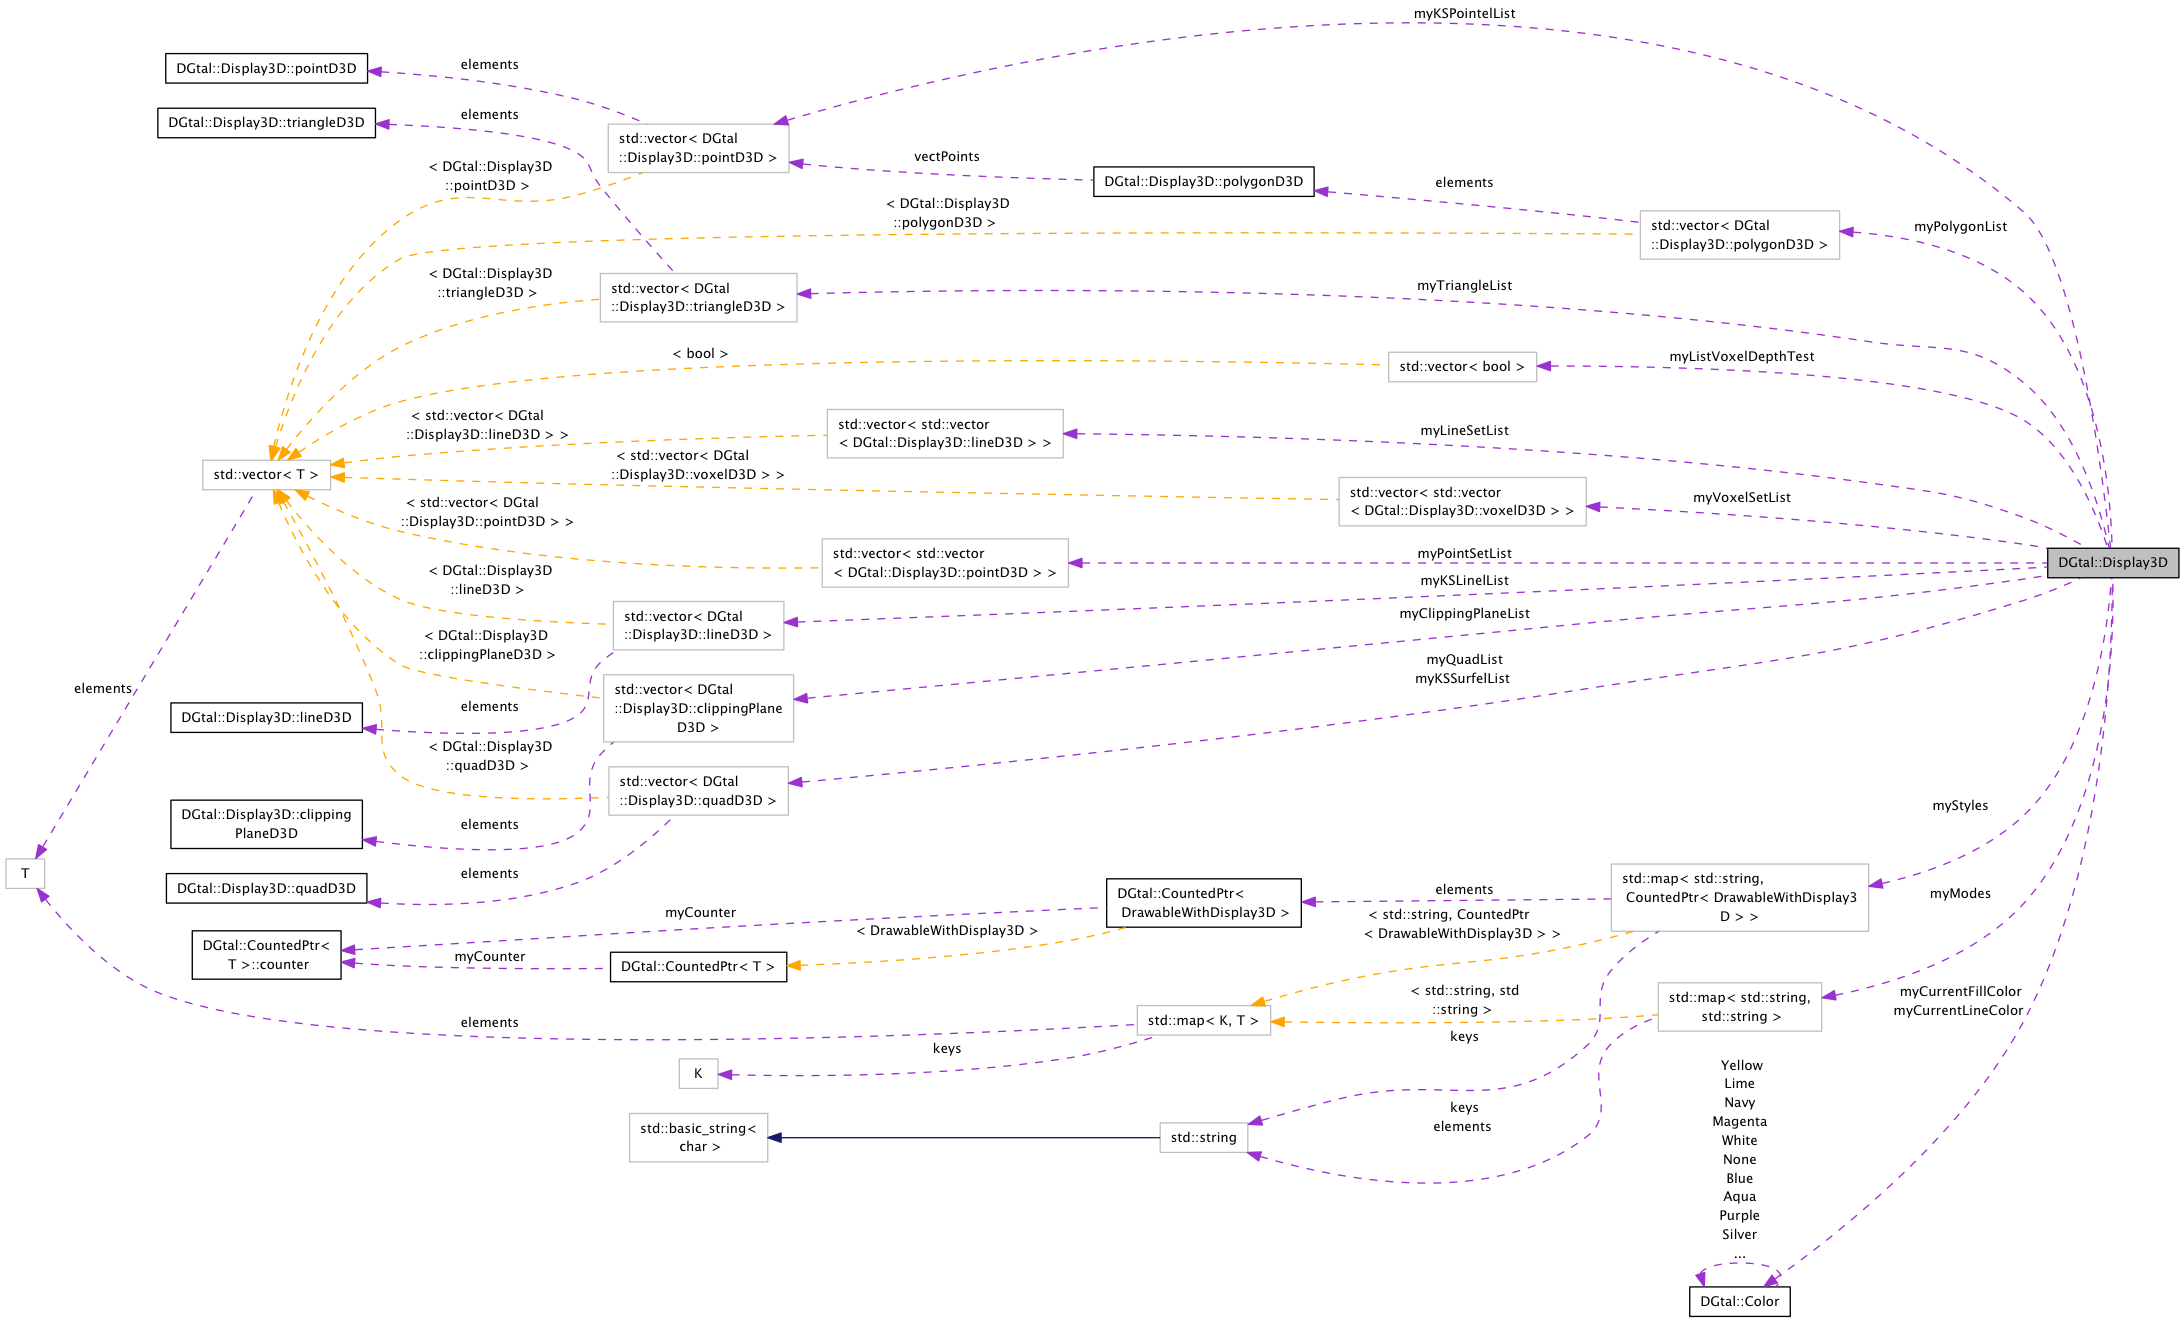 myKSPointelList
elements
DGtal::Display3D::pointD3D
elements
DGtal::Display3D::triangleD3D
std::vector< DGtal
::Display3D::pointD3D >
vectPoints
< DGtal::Display3D
::pointD3D >
DGtal::Display3D::polygonD3D
elements
< DGtal::Display3D
::polygonD3D >
std::vector< DGtal
::Display3D::polygonD3D >
myPolygonList
< DGtal::Display3D
::triangleD3D >
std::vector< DGtal
::Display3D::triangleD3D >
myTriangleList
< bool >
std::vector< bool >
myListVoxelDepthTest
< std::vector< DGtal
::Display3D::lineD3D > >
std::vector< std::vector
< DGtal::Display3D::lineD3D > >
myLineSetList
std::vector< T >
< std::vector< DGtal
::Display3D::voxelD3D > >
std::vector< std::vector
< DGtal::Display3D::voxelD3D > >
myVoxelSetList
< std::vector< DGtal
::Display3D::pointD3D > >
std::vector< std::vector
< DGtal::Display3D::pointD3D > >
myPointSetList
DGtal::Display3D
< DGtal::Display3D
::lineD3D >
myKSLinelList
std::vector< DGtal
::Display3D::lineD3D >
myClippingPlaneList
< DGtal::Display3D
::clippingPlaneD3D >
myQuadList
myKSSurfelList
elements
std::vector< DGtal
::Display3D::clippingPlane
D3D >
elements
DGtal::Display3D::lineD3D
< DGtal::Display3D
::quadD3D >
std::vector< DGtal
::Display3D::quadD3D >
DGtal::Display3D::clipping
PlaneD3D
elements
myStyles
T
elements
DGtal::Display3D::quadD3D
DGtal::CountedPtr<
DrawableWithDisplay3D >
elements
std::map< std::string,
CountedPtr< DrawableWithDisplay3
D > >
myModes
myCounter
< std::string, CountedPtr
< DrawableWithDisplay3D > >
< DrawableWithDisplay3D >
DGtal::CountedPtr<
T >::counter
myCounter
DGtal::CountedPtr< T >
< std::string, std
::string >
std::map< std::string,
std::string >
myCurrentFillColor
myCurrentLineColor
elements
std::map< K, T >
keys
keys
K
Yellow
Lime
Navy
Magenta
White
None
Blue
Aqua
Purple
Silver
...
keys
elements
std::basic_string<
char >
std::string
DGtal::Color